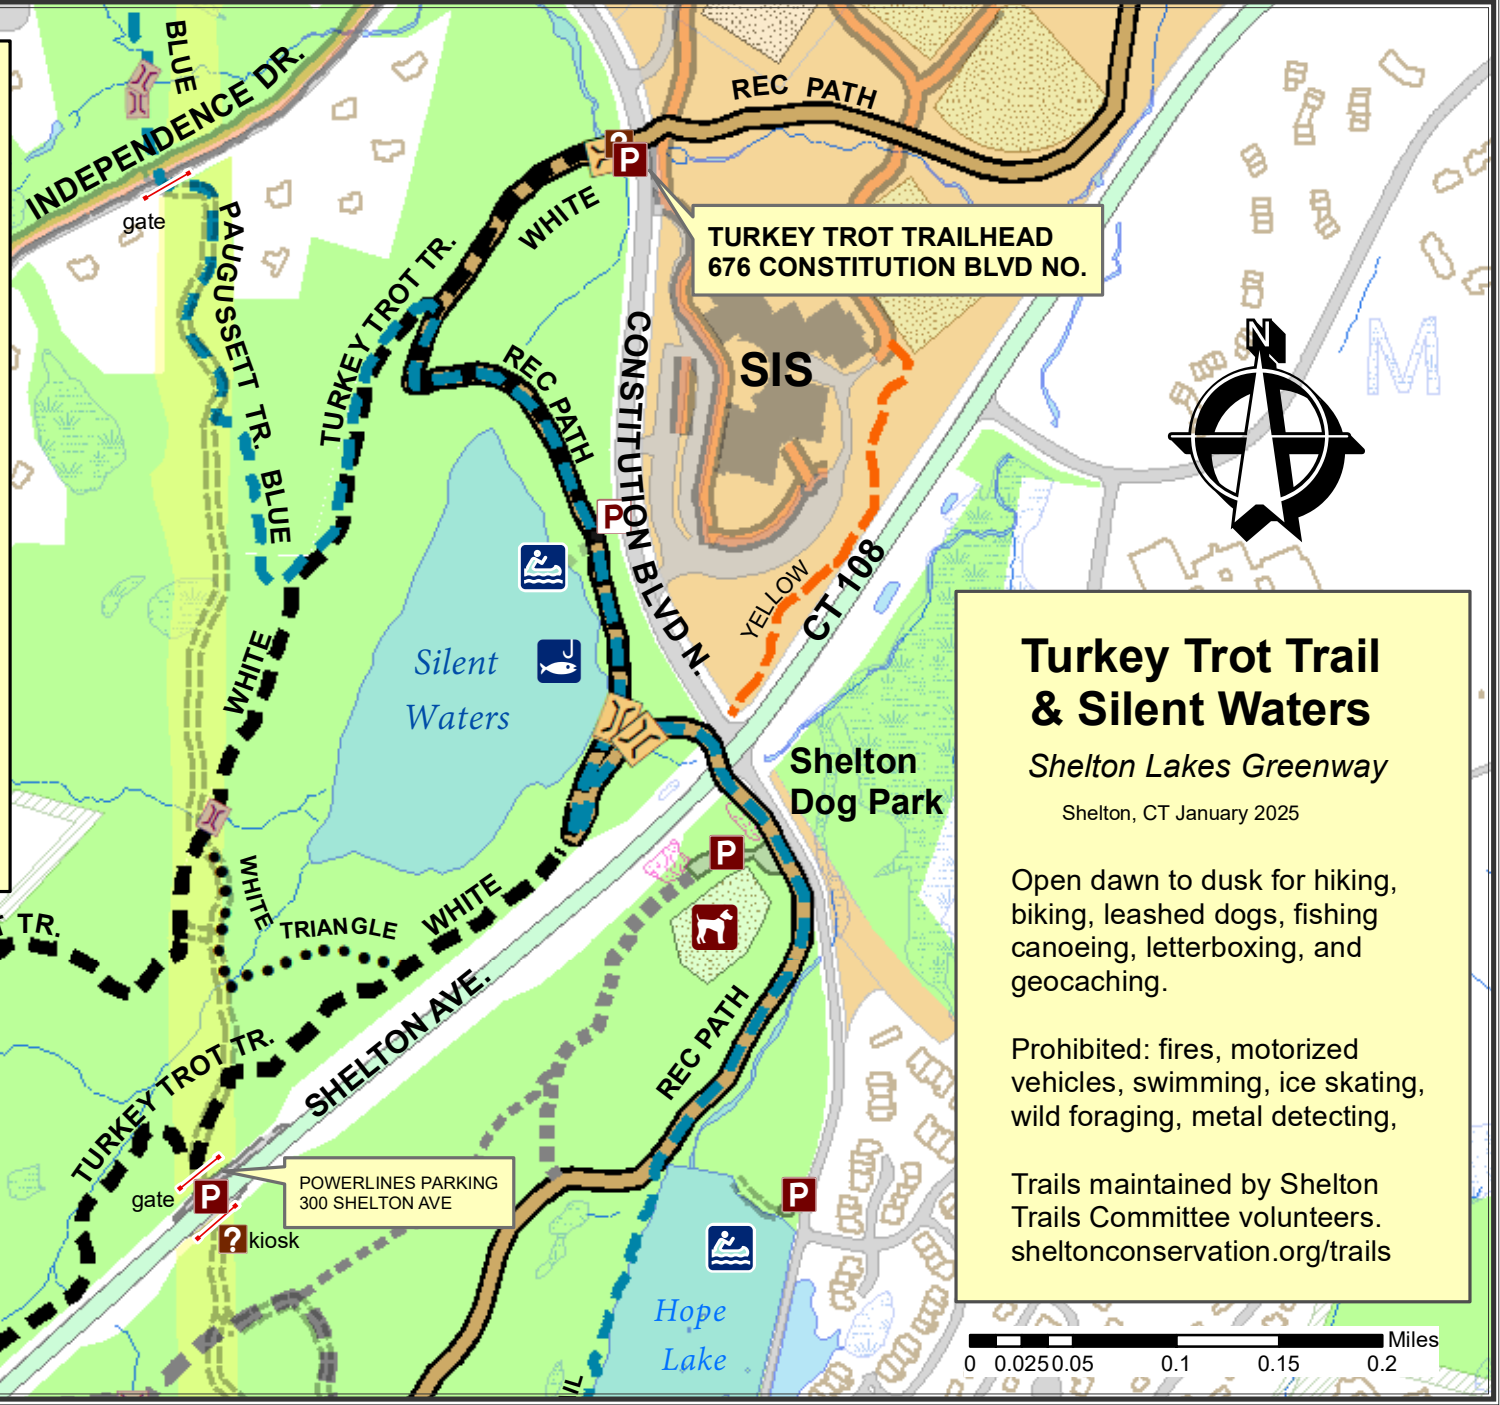 BLUE
INDEPENDENCE DR.
gate
PAUGUSSETT TR.
BLUE
REC PATH
P
WHITE
TURKEY TROT TR.
TURKEY TROT TRAILHEAD
676 CONSTITUTION BLVD NO.
REC PATH
CONSTITUTION BLVD N.
SIS
N
M
P
YELLOW
CT 108
Silent
Waters
WHITE
Shelton
Dog Park
P
WHITE
TRIANGLE
WHITE
T TR.
REC PATH
SHELTON AVE.
TURKEY TROT TR.
POWERLINES PARKING
300 SHELTON AVE
gate
P
?
kiosk
P
Hope
Lake
IL
Turkey Trot Trail
& Silent Waters
Shelton Lakes Greenway
Shelton, CT January 2025
Open dawn to dusk for hiking,
biking, leashed dogs, fishing
canoeing, letterboxing, and
geocaching.
Prohibited: fires, motorized
vehicles, swimming, ice skating,
wild foraging, metal detecting,
Trails maintained by Shelton
Trails Committee volunteers.
sheltonconservation.org/trails
Miles
0 0.025 0.05 0.1 0.15 0.2